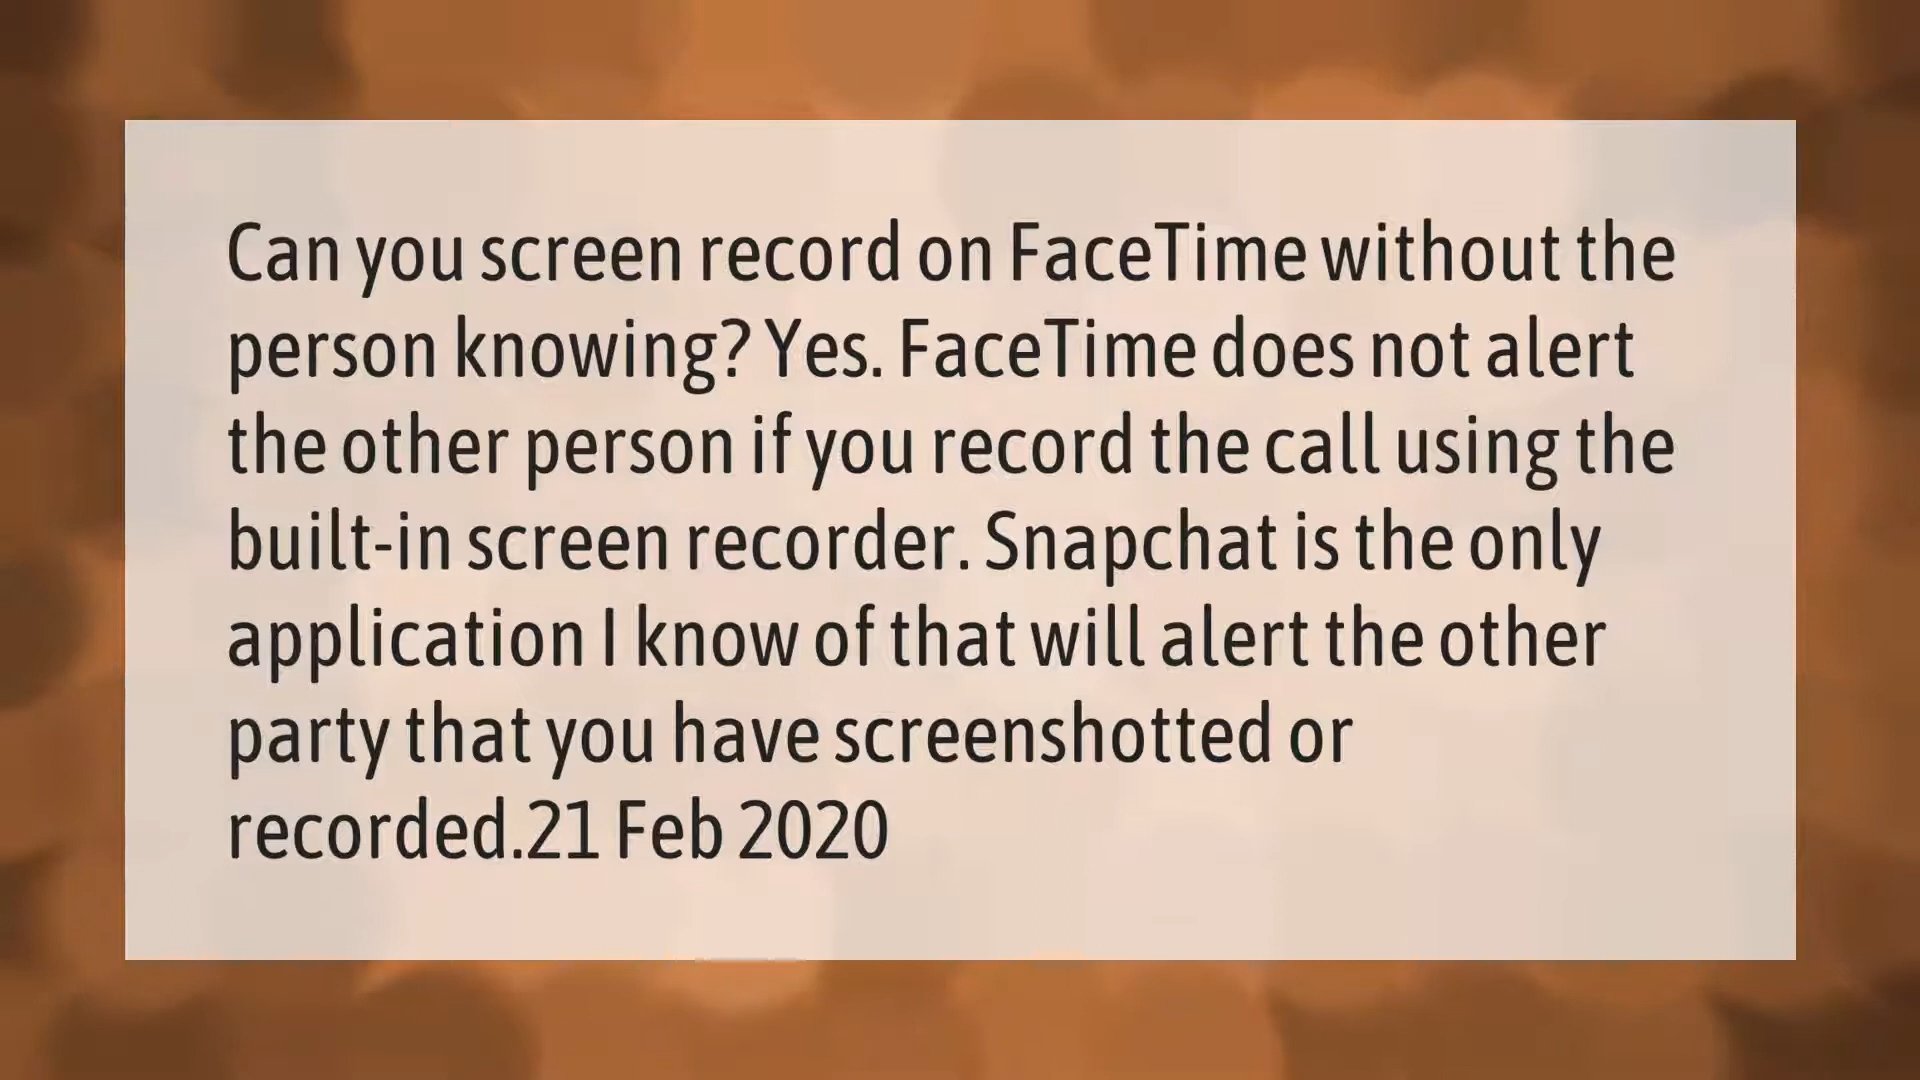 Can you screen record on FaceTime without the
person knowing? Yes. FaceTime does not alert
the other person if you record the call using the
built-in screen recorder. Snapchat is the only
application I know of that will alert the other
party that you have screenshotted or
recorded.21 Feb 2020